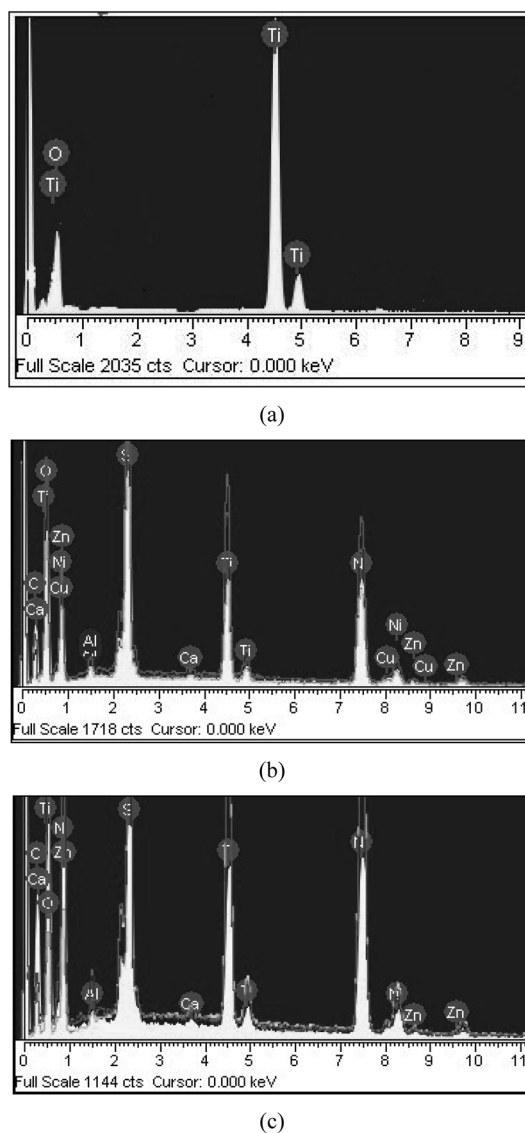 Ti
O
Ti
Ti
0 1 2 3 4 5 6 7 8 9
Full Scale 2035 cts Cursor: 0.000 keV
(a)
S
O
Ti
Zn
Ni
C
Cu
Ca
Ti
N
Al
Ca
Ti
Ni
Cu
Zn
Cu
Zn
0 1 2 3 4 5 6 7 8 9 10 11
Full Scale 1718 cts Cursor: 0.000 keV
(b)
Ti
N
S
C
Zn
T
N
Ca
O
Al
Ca
Ti
N
Zn
Zn
0 1 2 3 4 5 6 7 8 9 10 11
Full Scale 1144 cts Cursor: 0.000 keV
(c)